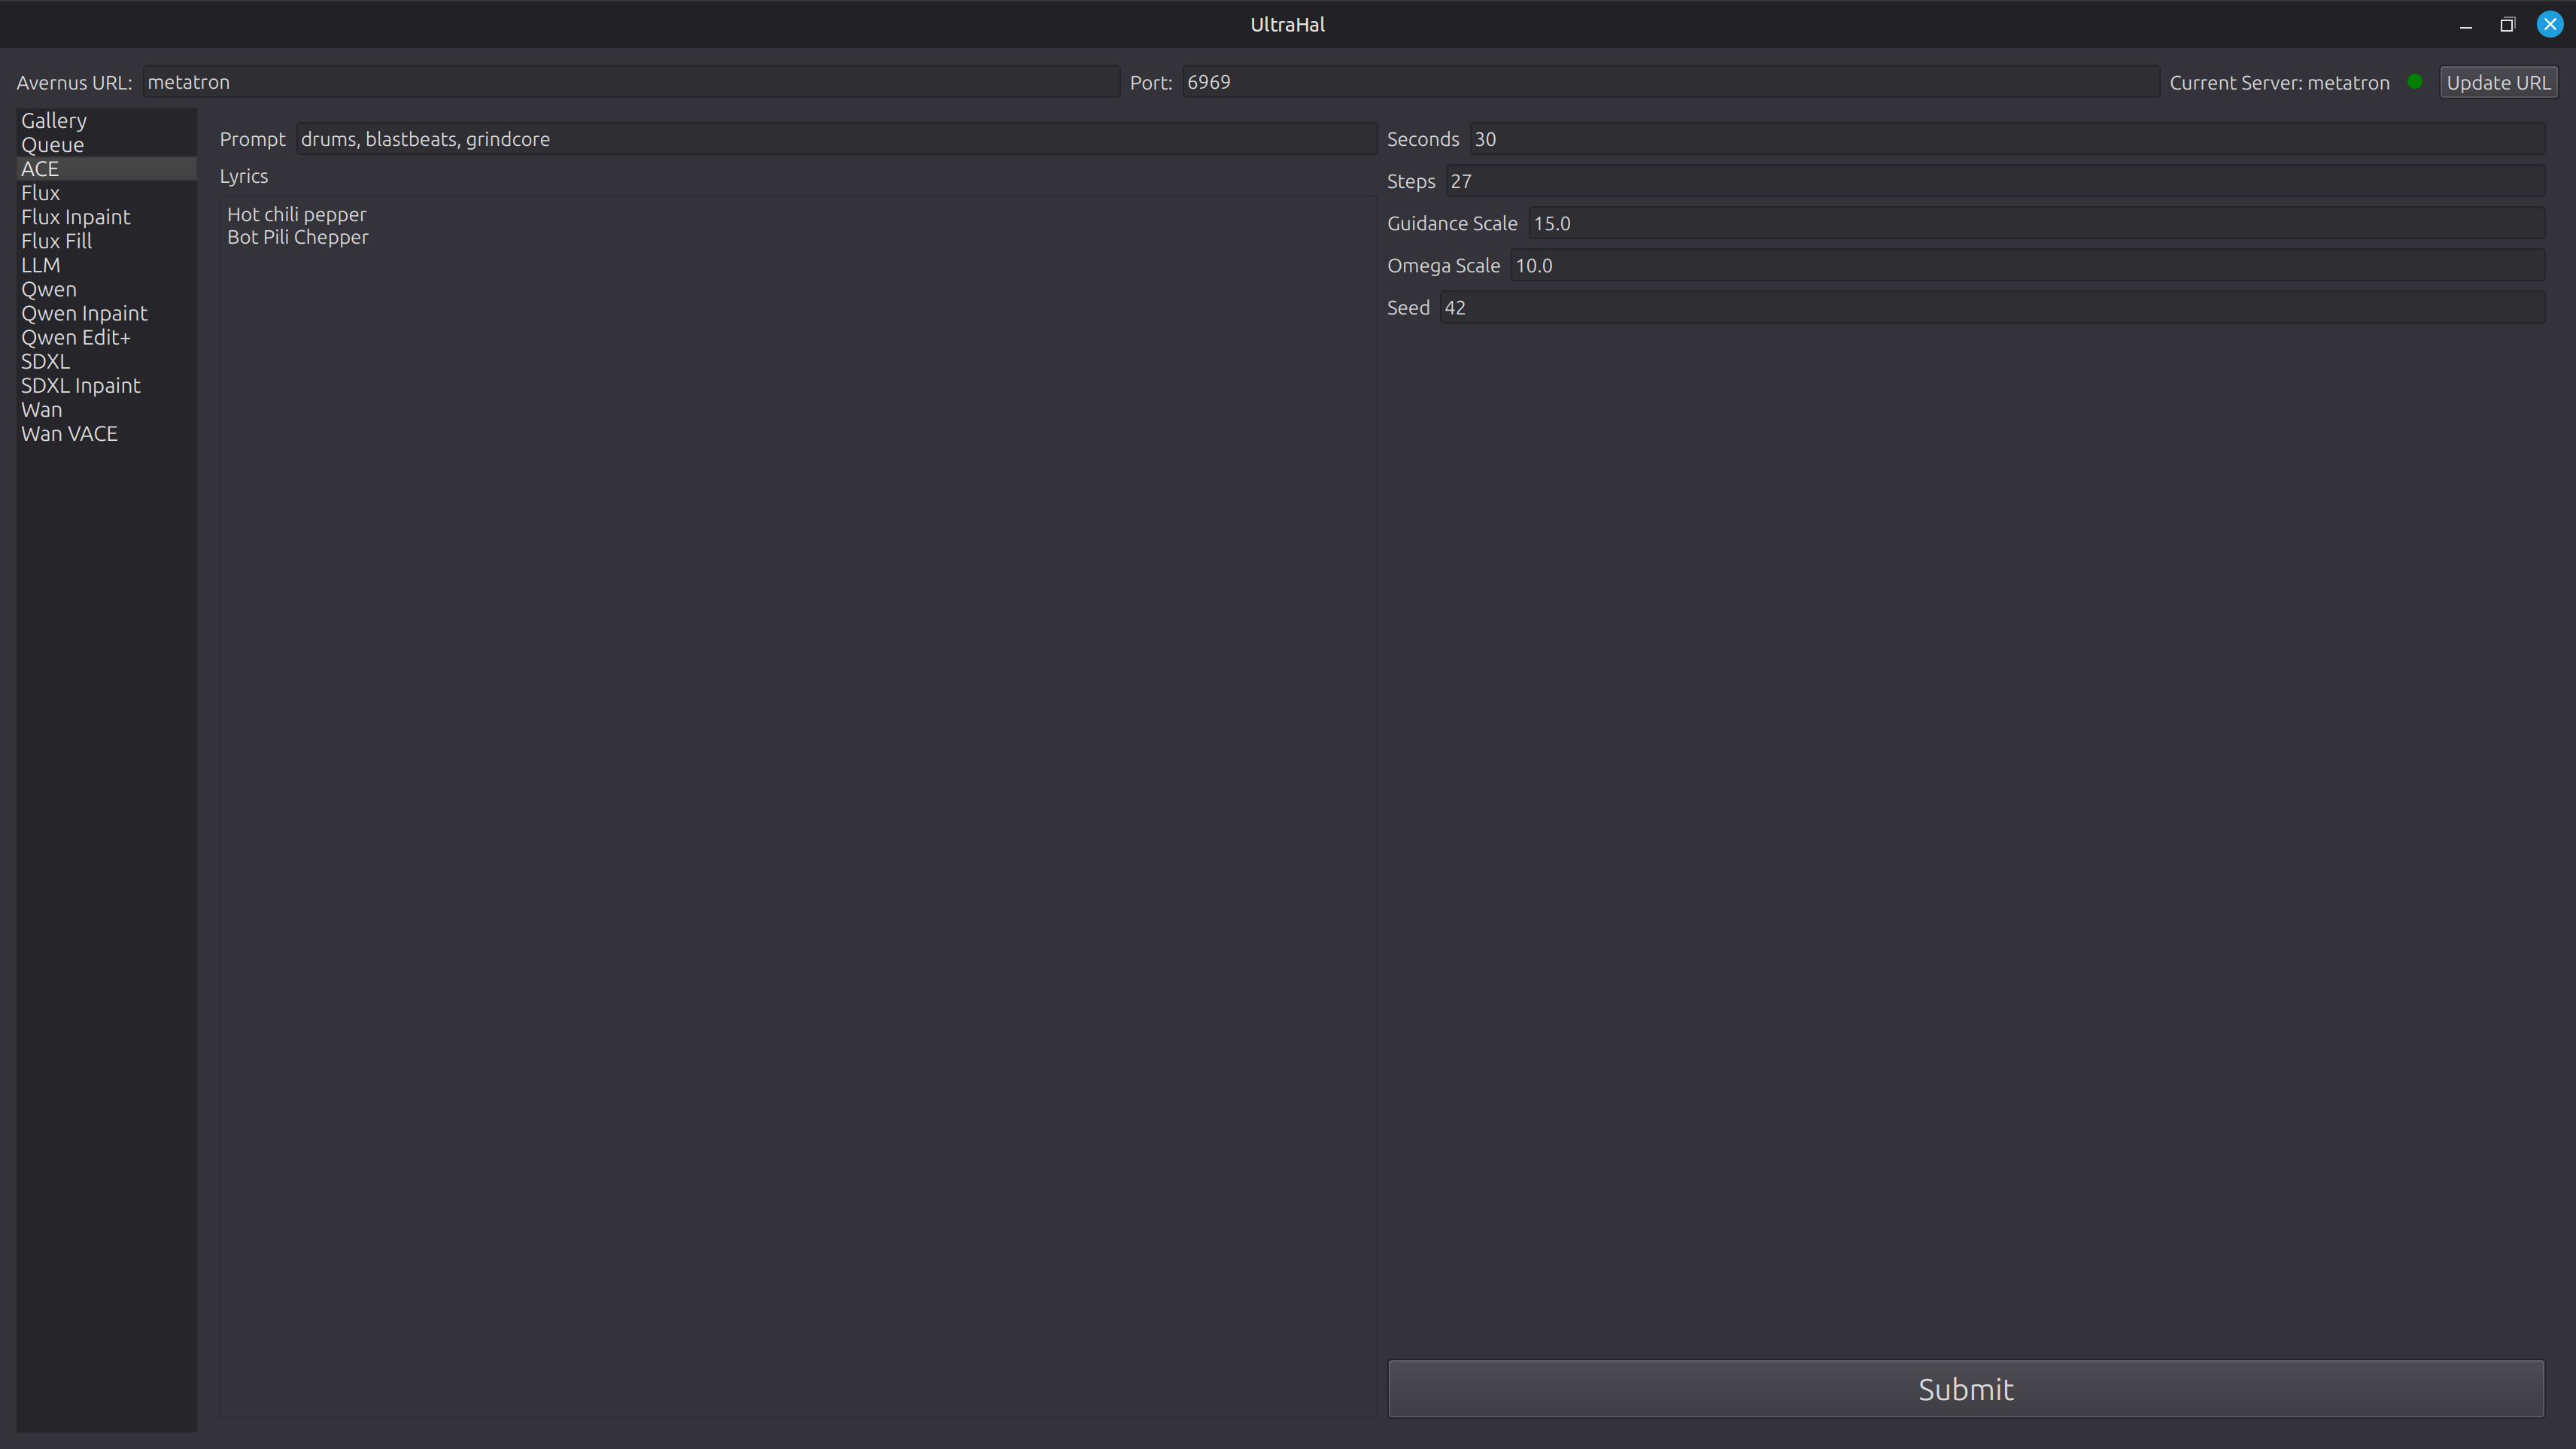 UltraHal
Avernus URL: metatron Port: 6969 Current Server: metatron Update URL
Gallery
Queue
ACE
Flux
Flux Inpaint
Flux Fill
LLM
Qwen
Qwen Inpaint
Qwen Edit+
SDXL
SDXL Inpaint
Wan
Wan VACE
Prompt drums, blastbeats, grindcore
Lyrics
Hot chili pepper
Bot Pili Chepper
Seconds 30
Steps 27
Guidance Scale 15.0
Omega Scale 10.0
Seed 42
Submit